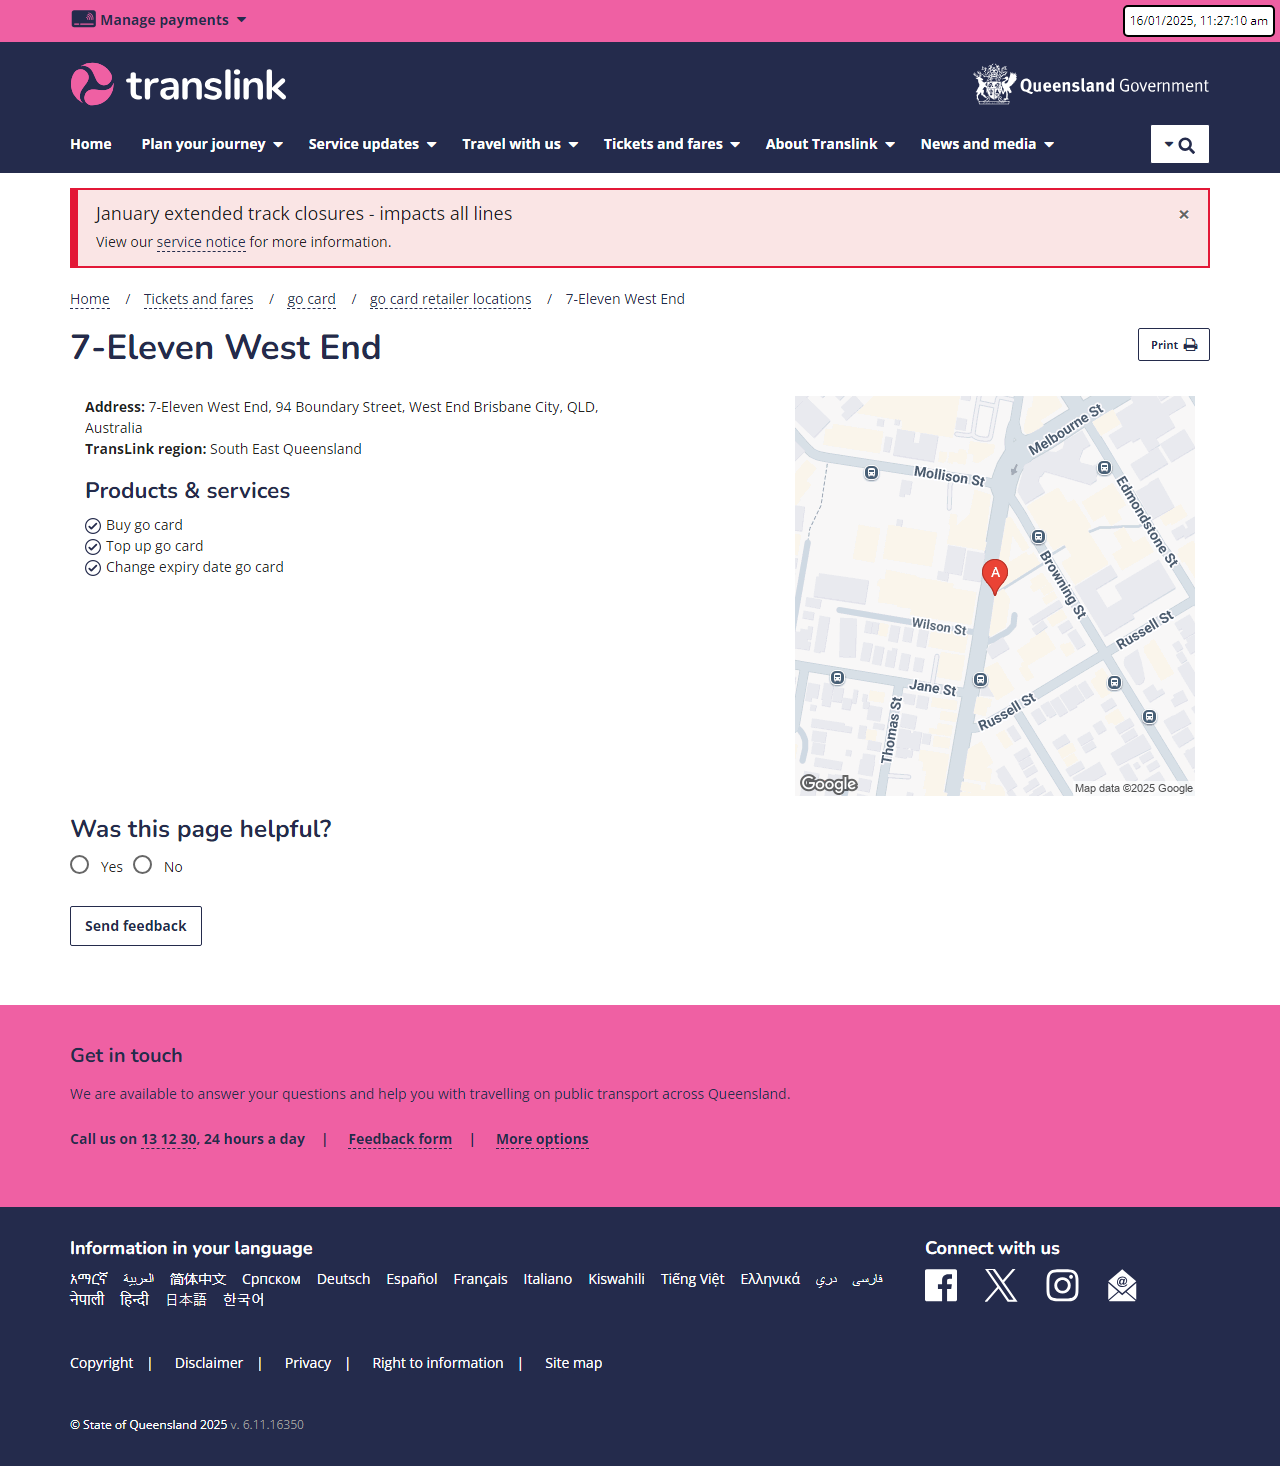 Manage payments
16/01/2025, 11:27:10 am
translink
Queensland Government
Home Plan your journey Service updates Travel with us Tickets and fares About Translink News and media
January extended track closures - impacts all lines
×
View our service notice for more information.
Home / Tickets and fares / go card / go card retailer locations / 7-Eleven West End
7-Eleven West End
Print
Address: 7-Eleven West End, 94 Boundary Street, West End Brisbane City, QLD,
Australia
TransLink region: South East Queensland
Products & services
Buy go card
Top up go card
Change expiry date go card
Melbourne St
Mollison St
Edmondstone St
A
Browning St
Wilson St
Russell St
Jane St
Russell St
Thomas St
Google
Map data ©2025 Google
Was this page helpful?
Yes No
Send feedback
Get in touch
We are available to answer your questions and help you with travelling on public transport across Queensland.
Call us on 13 12 30, 24 hours a day | Feedback form | More options
Information in your language
አማርኛ العربية 简体中文 Српском Deutsch Español Français Italiano Kiswahili Tiếng Việt Ελληνικά دري فارسی
नेपाली हिन्दी 日本語 한국어
Connect with us
Copyright | Disclaimer | Privacy | Right to information | Site map
© State of Queensland 2025 v. 6.11.16350